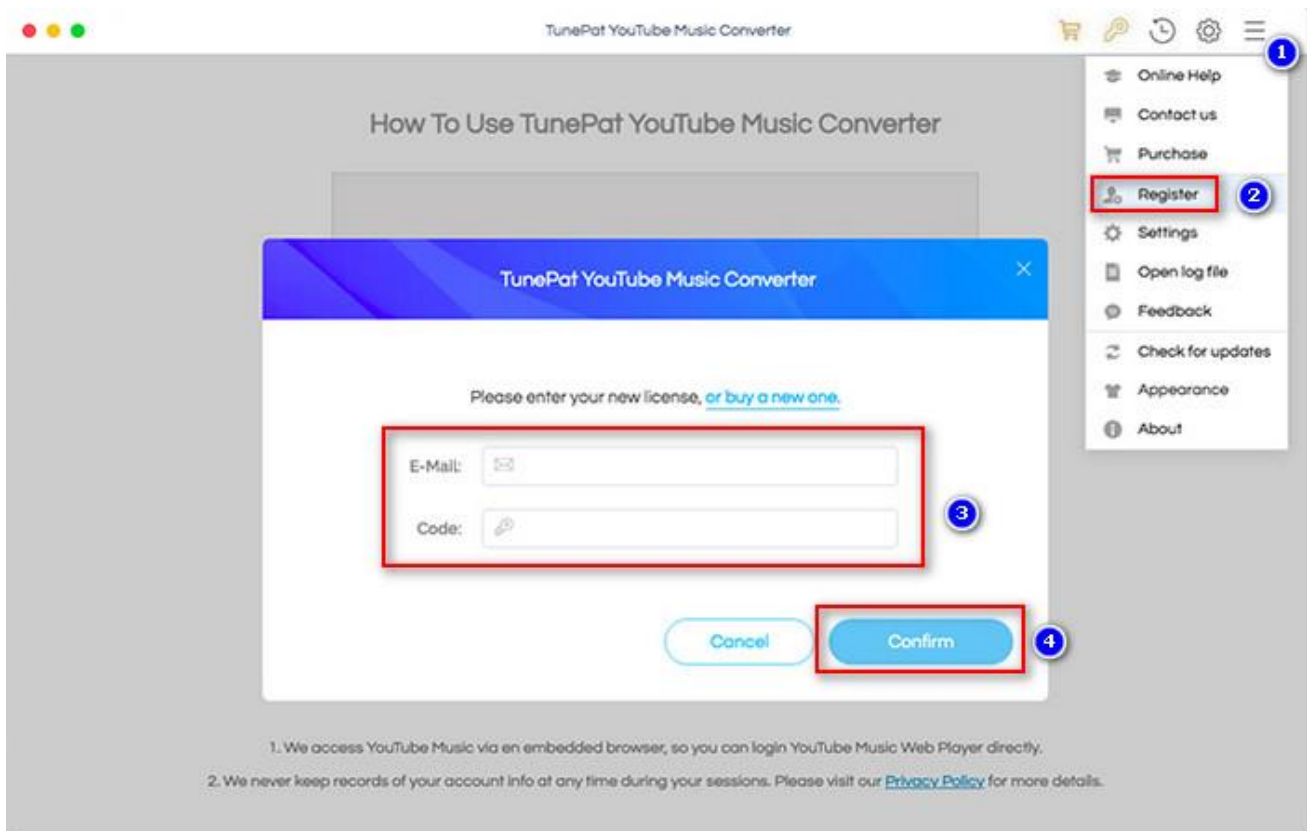 TunePat YouTube Music Converter
1
Online Help
How To Use TunePat YouTube Music Converter
Contact us
Purchase
Register
2
Settings
TunePat YouTube Music Converter
Open log file
Feedback
Check for updates
Please enter your new license, or buy a new one.
Appearance
About
E-Mail:
3
Code:
Cancel
Confirm
4
1. We access YouTube Music via en embedded browser, so you can login YouTube Music Web Player directly.
2. We never keep records of your account info at any time during your sessions. Please visit our Privacy Policy for more details.